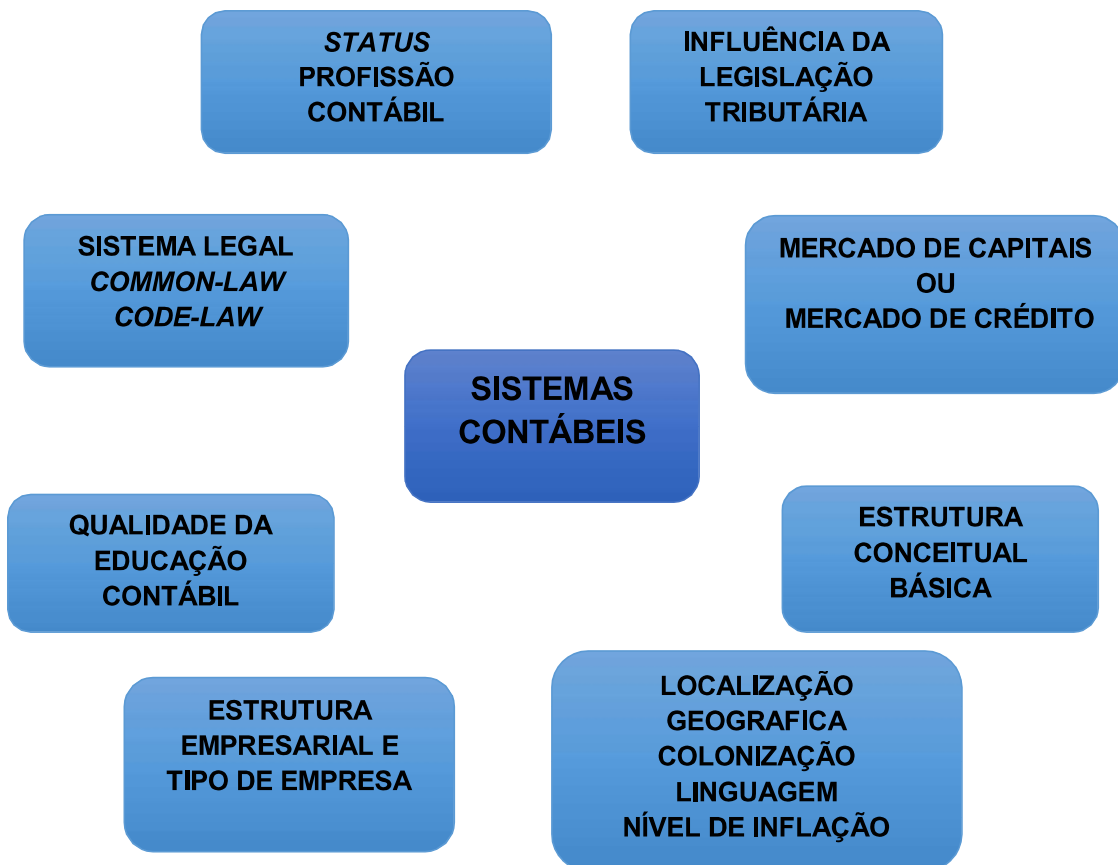 STATUS
PROFISSÃO
CONTÁBIL
INFLUÊNCIA DA
LEGISLAÇÃO
TRIBUTÁRIA
SISTEMA LEGAL
COMMON-LAW
CODE-LAW
MERCADO DE CAPITAIS
OU
MERCADO DE CRÉDITO
SISTEMAS
CONTÁBEIS
QUALIDADE DA
EDUCAÇÃO
CONTÁBIL
ESTRUTURA
CONCEITUAL
BÁSICA
ESTRUTURA
EMPRESARIAL E
TIPO DE EMPRESA
LOCALIZAÇÃO
GEOGRAFICA
COLONIZAÇÃO
LINGUAGEM
NÍVEL DE INFLAÇÃO